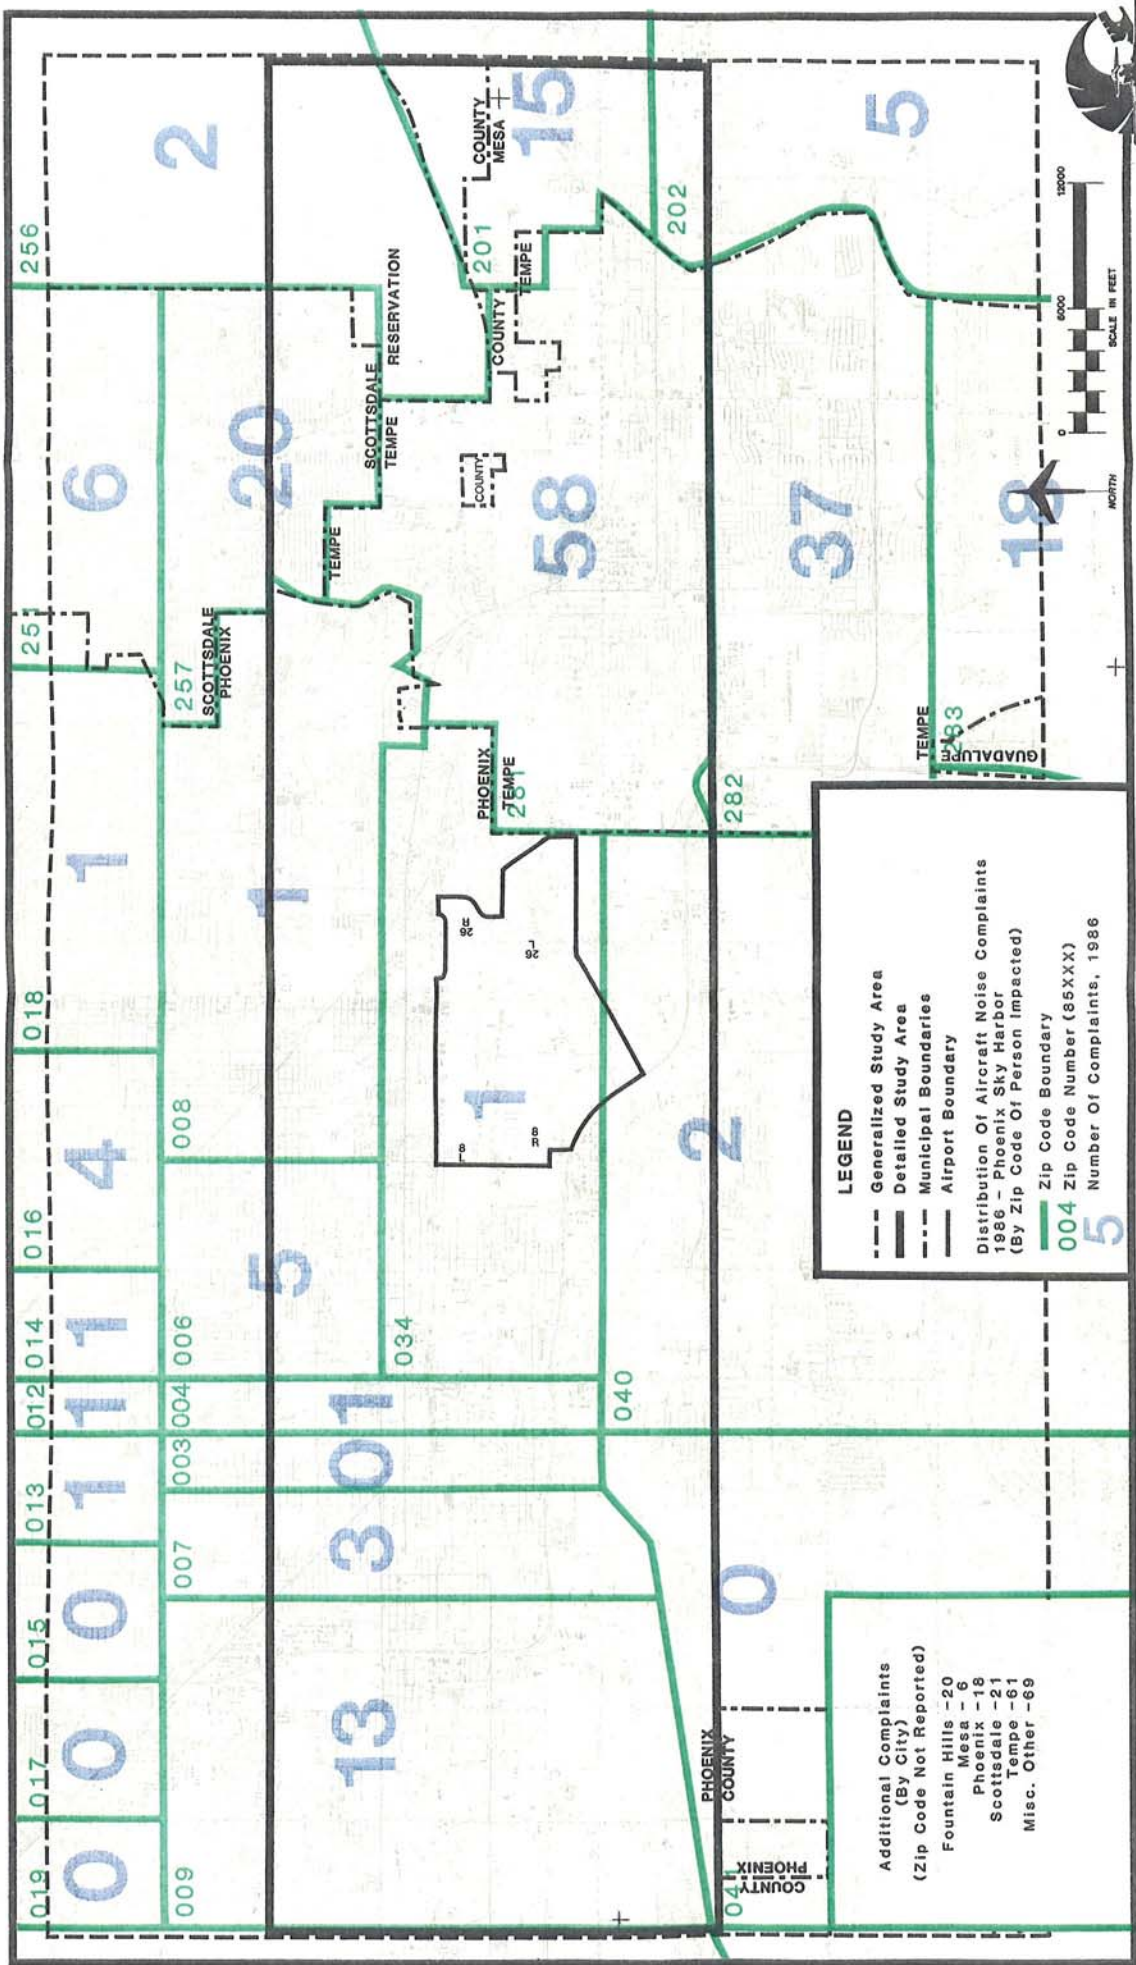 019
017
015
013
012
014
016
018
251
256
0
0
0
1
1
1
4
1
6
2
009
007
003
004
006
008
257
SCOTTSDALE
PHOENIX
13
3
0
1
5
1
20
034
TEMPE
SCOTTSDALE
TEMPE
RESERVATION
8
L
8
R
26
R
26
L
1
PHOENIX
TEMPE
281
COUNTY
58
COUNTY
201
TEMPE
COUNTY
MESA
15
040
202
PHOENIX
COUNTY
041
COUNTY
PHOENIX
0
2
282
37
5
TEMPE
283
GUADALUPE
18
Additional Complaints
(By City)
(Zip Code Not Reported)
Fountain Hills -20
Mesa - 6
Phoenix -18
Scottsdale -21
Tempe -61
Misc. Other -69
LEGEND
Generalized Study Area
Detailed Study Area
Municipal Boundaries
Airport Boundary
Distribution Of Aircraft Noise Complaints
1986 - Phoenix Sky Harbor
(By Zip Code Of Person Impacted)
Zip Code Boundary
004 Zip Code Number (85XXX)
5 Number Of Complaints, 1986
NORTH
0 6000 12000
SCALE IN FEET